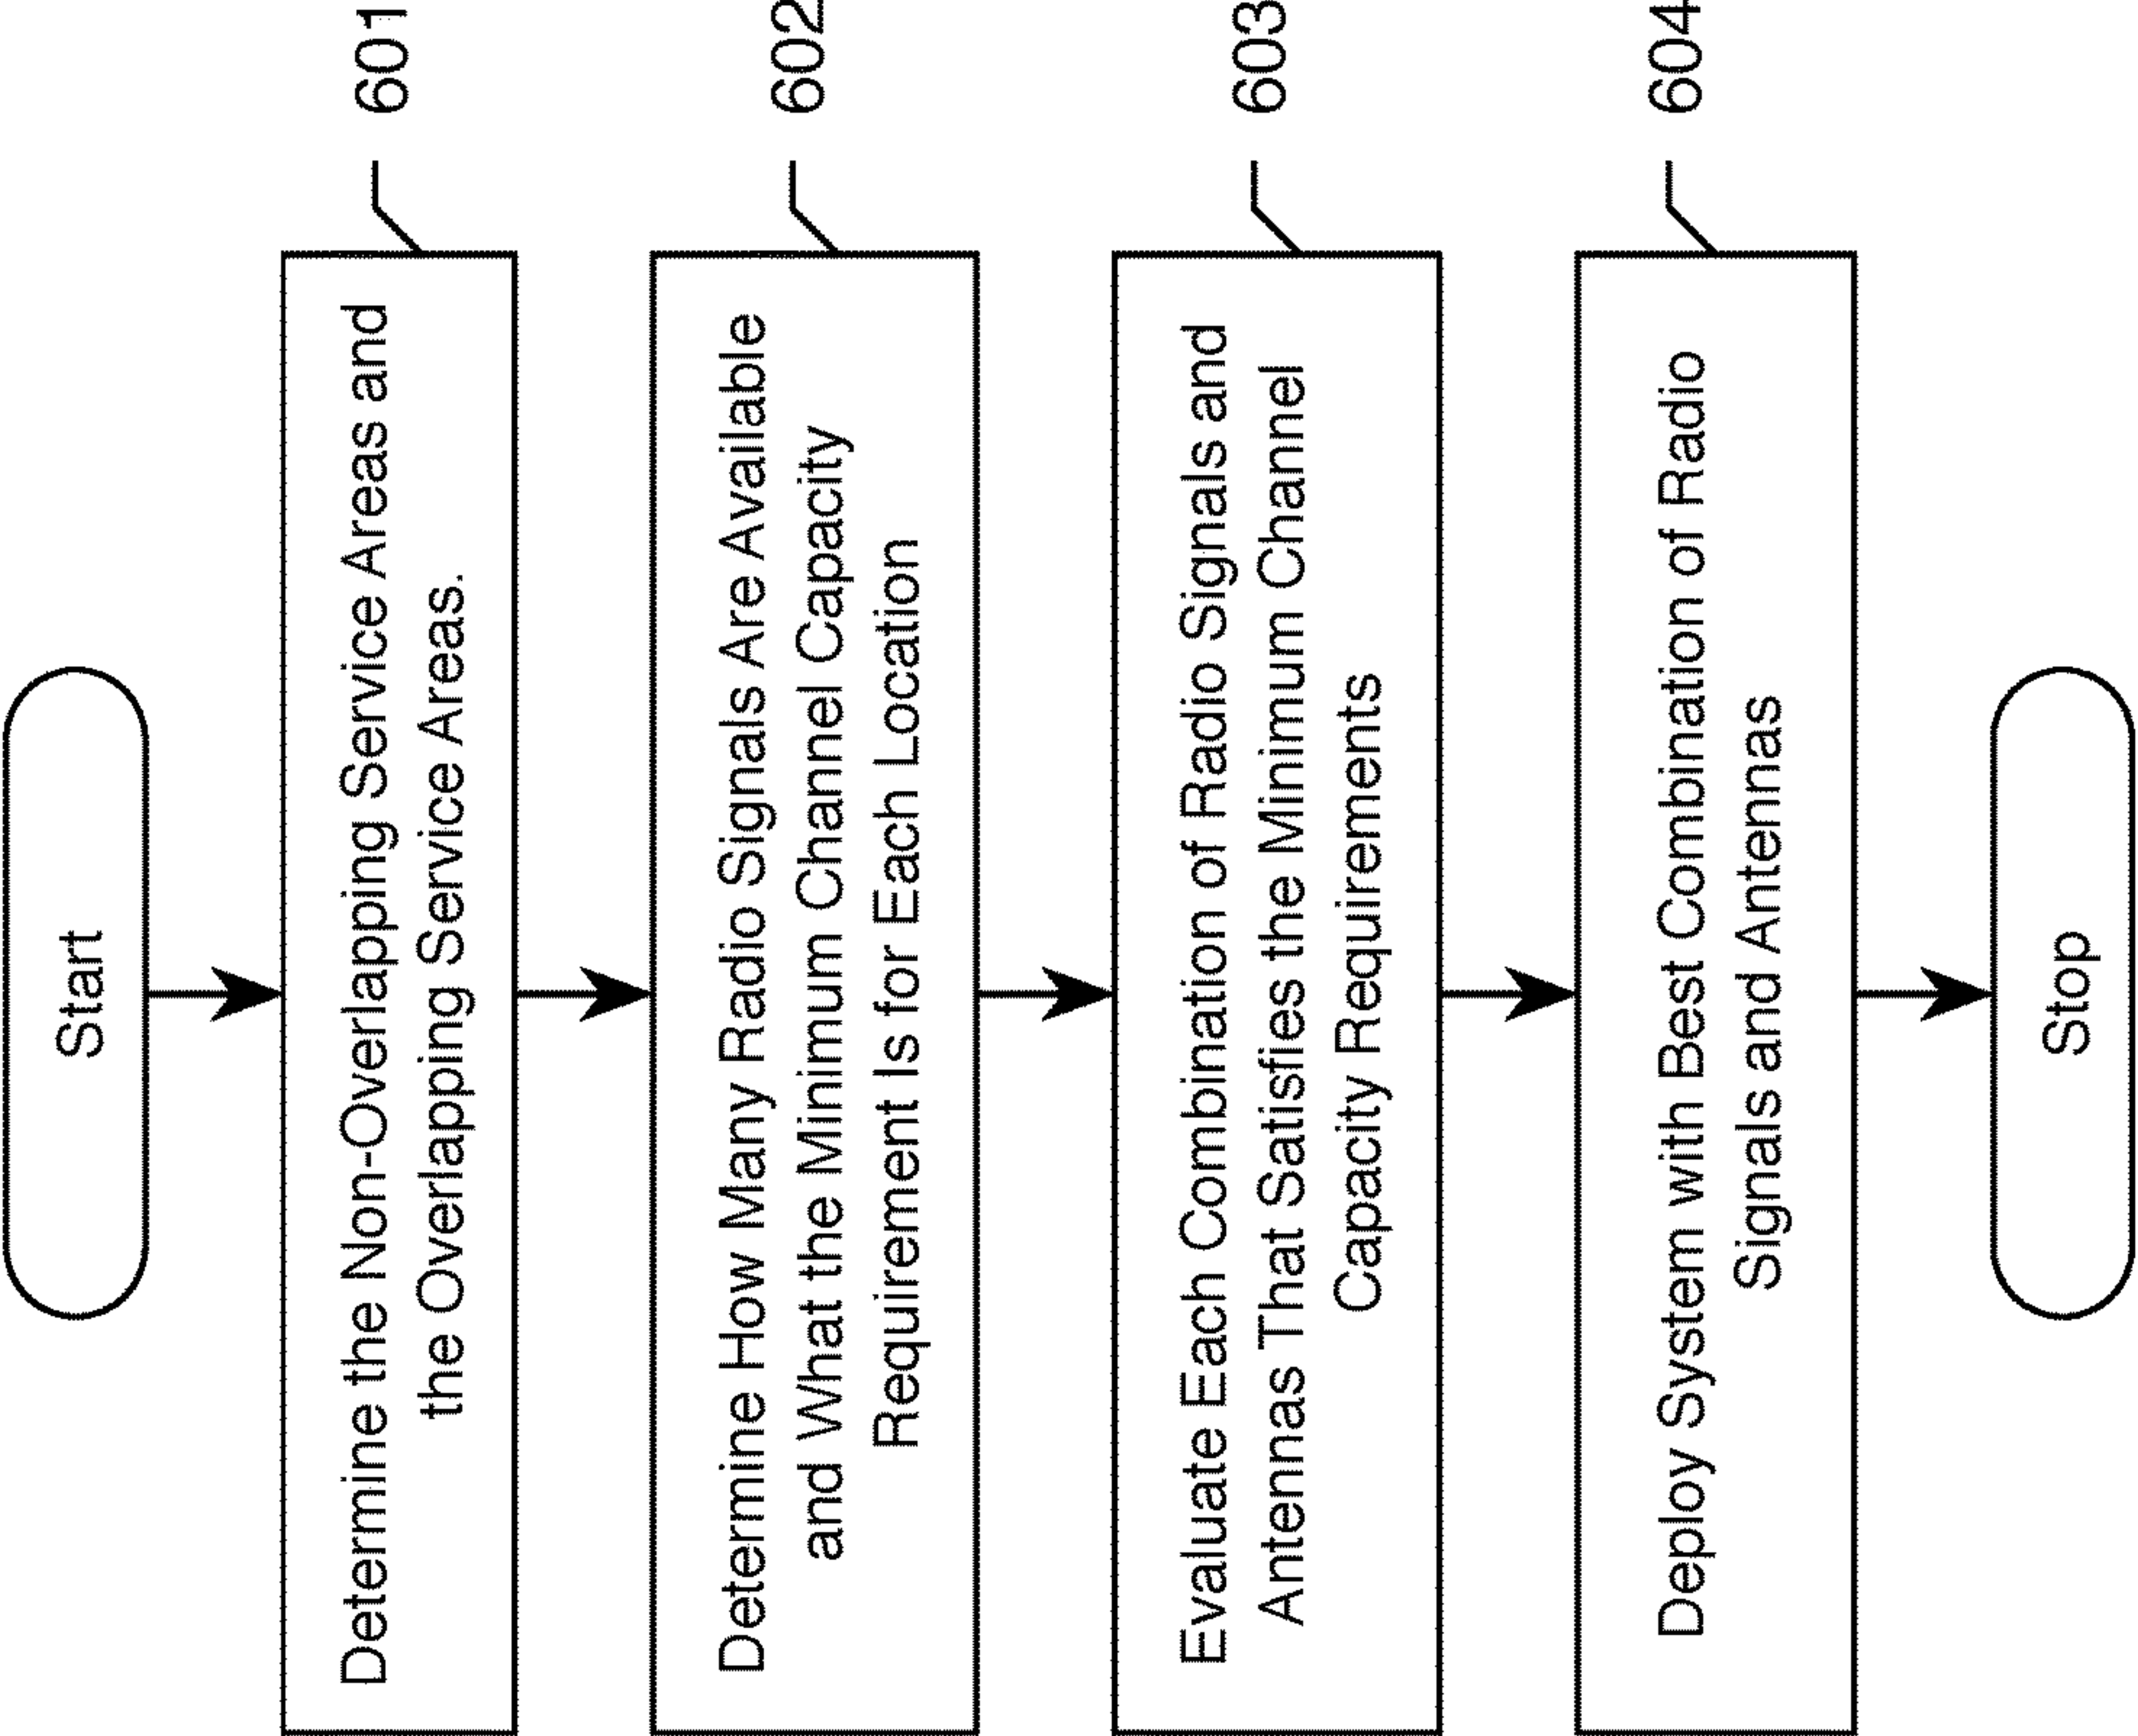 Start
Determine the Non-Overlapping Service Areas and
the Overlapping Service Areas.
601
Determine How Many Radio Signals Are Available
and What the Minimum Channel Capacity
Requirement Is for Each Location
602
Evaluate Each Combination of Radio Signals and
Antennas That Satisfies the Minimum Channel
Capacity Requirements
603
Deploy System with Best Combination of Radio
Signals and Antennas
604
Stop